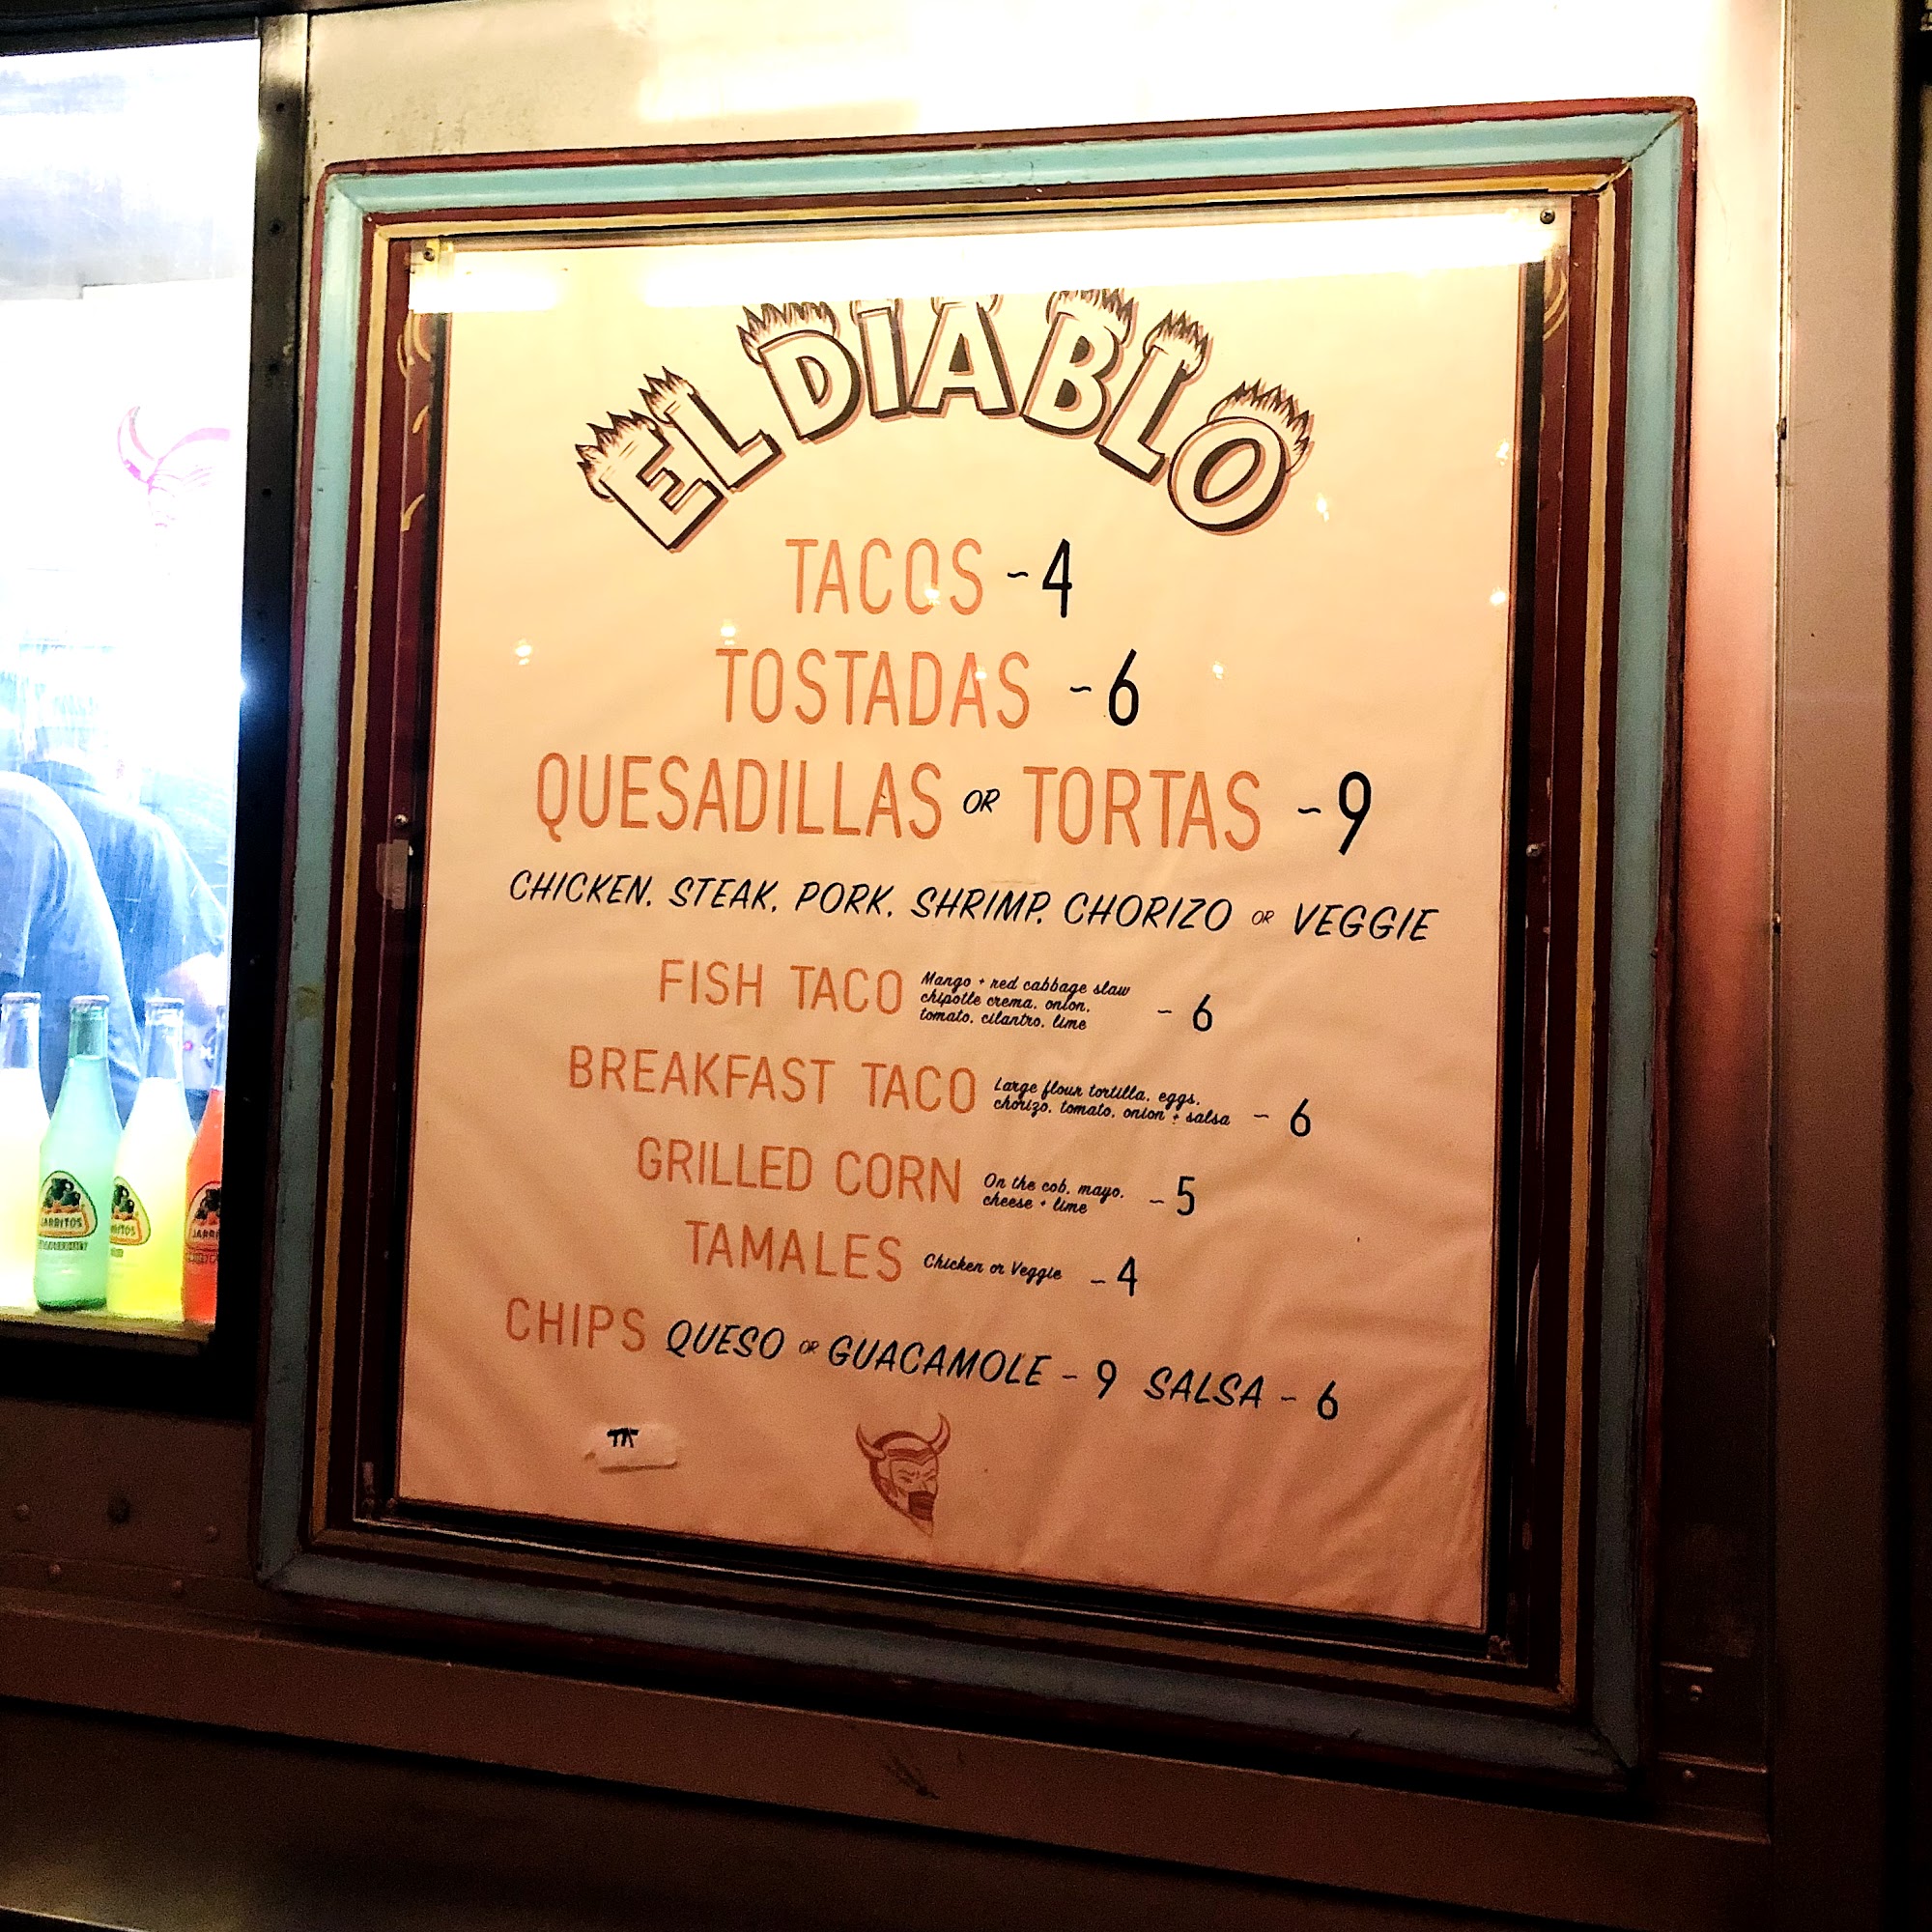 EL DIABLO
TACOS - 4
TOSTADAS - 6
QUESADILLAS OR TORTAS - 9
CHICKEN, STEAK, PORK, SHRIMP, CHORIZO OR VEGGIE
FISH TACO Mango + red cabbage slaw
chipotle crema, onion,
tomato, cilantro, lime - 6
BREAKFAST TACO Large flour tortilla, eggs,
chorizo, tomato, onion + salsa - 6
GRILLED CORN On the cob, mayo,
cheese + lime - 5
TAMALES Chicken or Veggie - 4
CHIPS QUESO OR GUACAMOLE - 9 SALSA - 6
JARRITOS